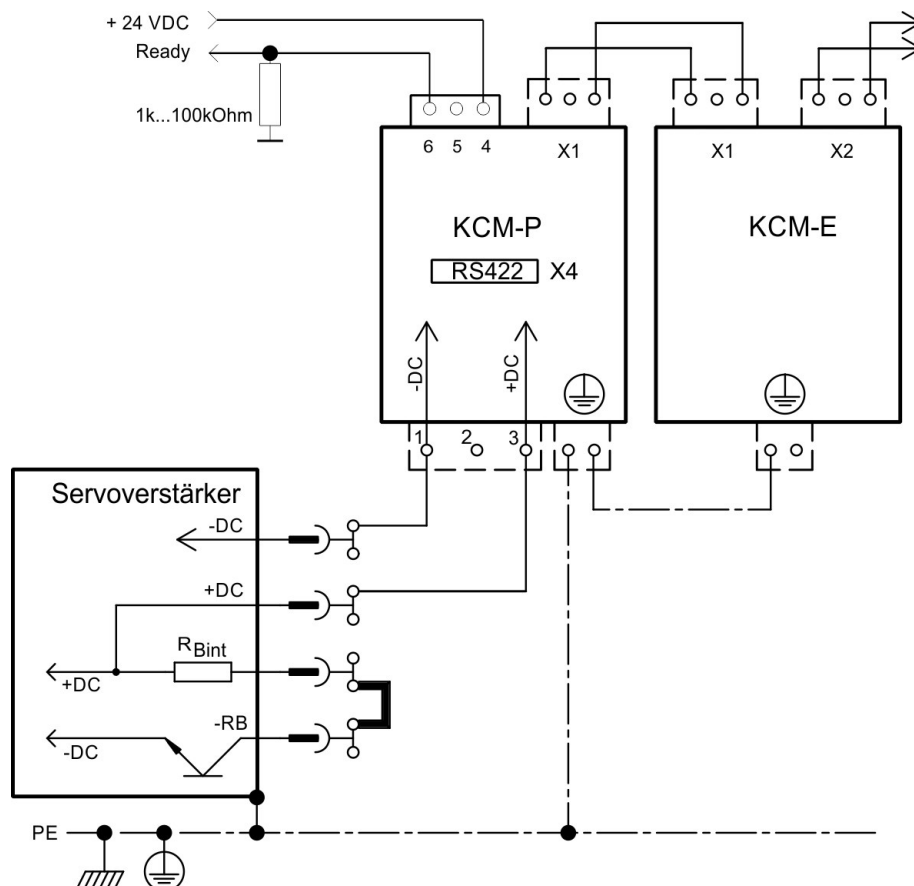 + 24 VDC
Ready
1k...100kOhm
6 5 4
X1
X1
X2
KCM-P
KCM-E
RS422
X4
-DC
+DC
1
2
3
Servoverstärker
-DC
+DC
RBint
+DC
-RB
-DC
PE